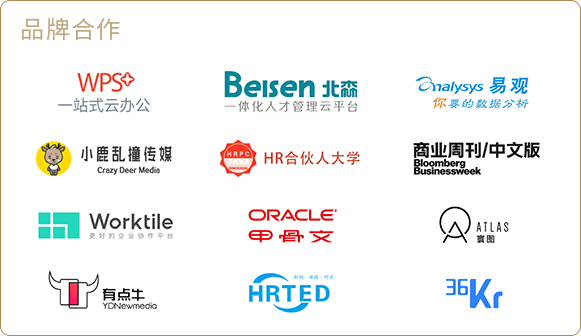 品牌合作
WPS+
一站式云办公
Beisen 北森
一体化人才管理云平台
analysys 易观
你要的数据分析
小鹿乱撞传媒
Crazy Deer Media
HRPC
HR合伙人大学
商业周刊/中文版
Bloomberg
Businessweek
Worktile
更好的企业协作平台
ORACLE
甲骨文
ATLAS
寰图
有点牛
YDNewmedia
科技·卓越·对话
HRTED
36Kr